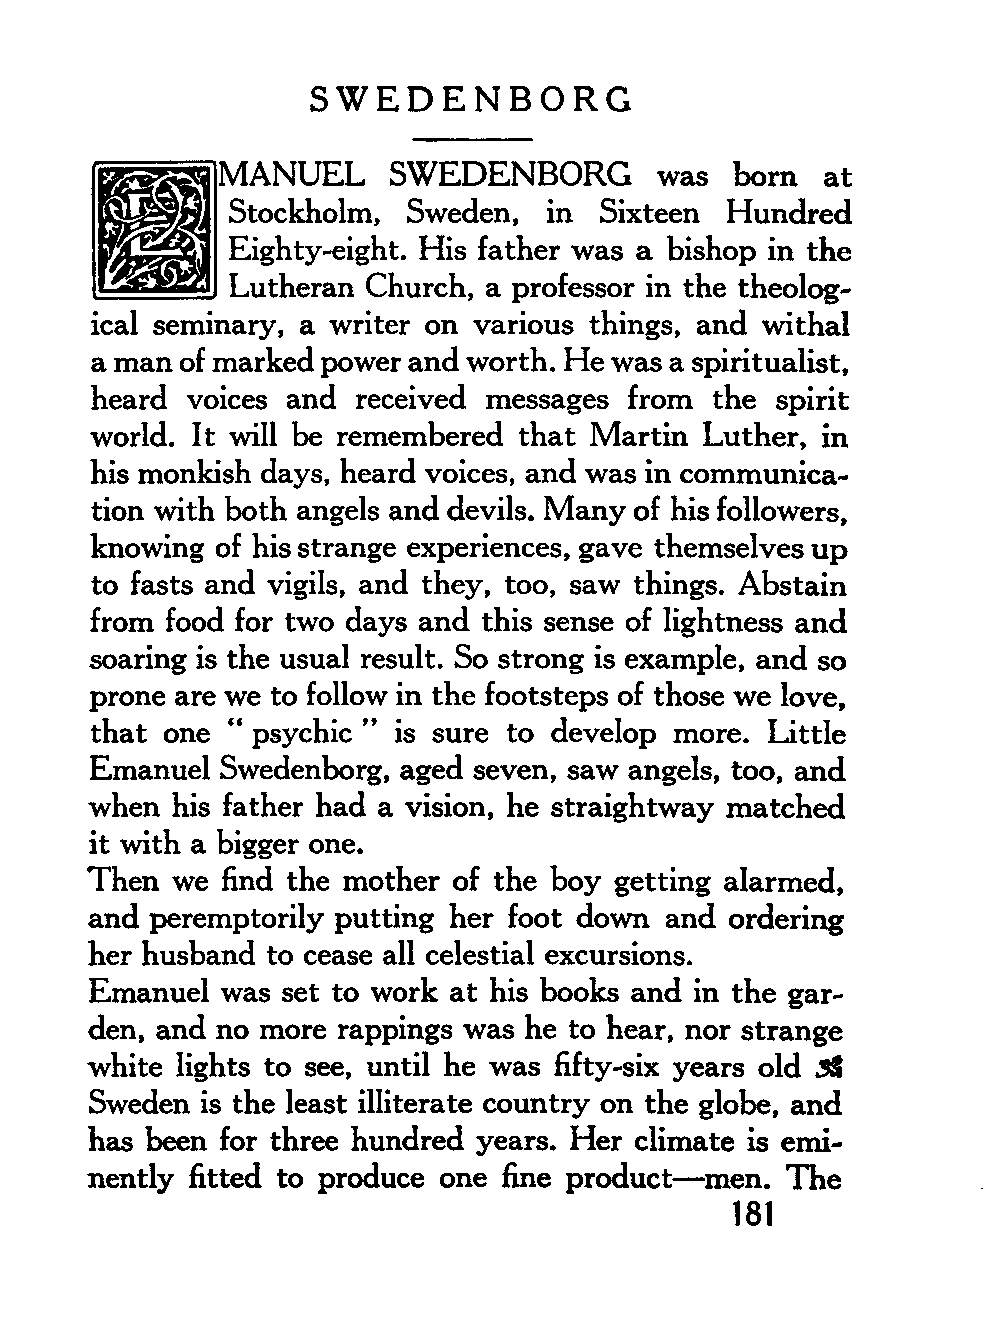 SWEDENBORG
EMANUEL SWEDENBORG was born at
Stockholm, Sweden, in Sixteen Hundred
Eighty-eight. His father was a bishop in the
Lutheran Church, a professor in the theolog-
ical seminary, a writer on various things, and withal
a man of marked power and worth. He was a spiritualist,
heard voices and received messages from the spirit
world. It will be remembered that Martin Luther, in
his monkish days, heard voices, and was in communica-
tion with both angels and devils. Many of his followers,
knowing of his strange experiences, gave themselves up
to fasts and vigils, and they, too, saw things. Abstain
from food for two days and this sense of lightness and
soaring is the usual result. So strong is example, and so
prone are we to follow in the footsteps of those we love,
that one " psychic " is sure to develop more. Little
Emanuel Swedenborg, aged seven, saw angels, too, and
when his father had a vision, he straightway matched
it with a bigger one.
Then we find the mother of the boy getting alarmed,
and peremptorily putting her foot down and ordering
her husband to cease all celestial excursions.
Emanuel was set to work at his books and in the gar-
den, and no more rappings was he to hear, nor strange
white lights to see, until he was fifty-six years old
Sweden is the least illiterate country on the globe, and
has been for three hundred years. Her climate is emi-
nently fitted to produce one fine product—men. The
181